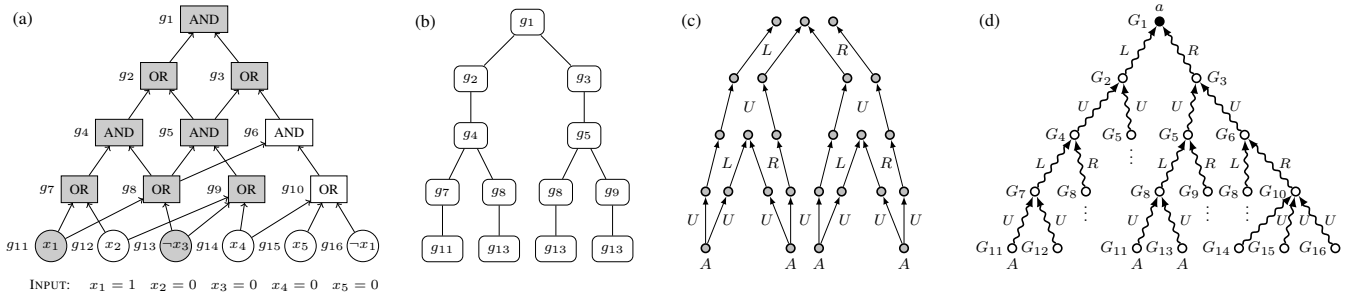 (a) (b) (c) (d)
g1 AND g1 a
G1
L R L R
g2 OR g3 OR g2 g3 G2 G3
U U U U
g4 AND g5 AND g6 AND g4 g5 G4 G5 G5 G6
⋮
L R L R L R L R L R
g7 OR g8 OR g9 OR g10 OR g7 g8 g8 g9 G7 G8 G8 G9 G8 G10
⋮ ⋮ ⋮
U U U U U U U U
g11 x1 g12 x2 g13 ¬x3 g14 x4 g15 x5 g16 ¬x1 g11 g13 g13 g13 G11 G12 G11 G13 G14 G15 G16
A A A A A A A
INPUT: x1 = 1 x2 = 0 x3 = 0 x4 = 0 x5 = 0